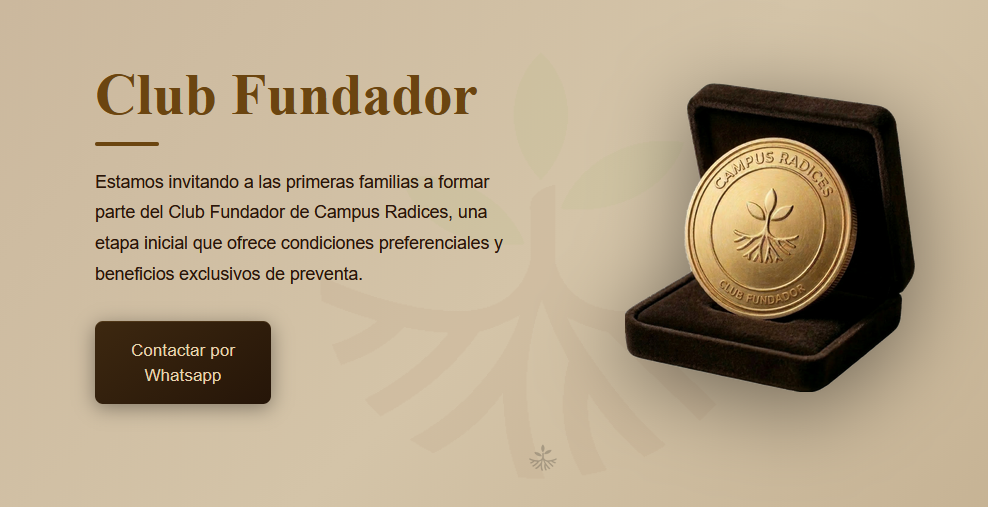 Club Fundador
Estamos invitando a las primeras familias a formar
parte del Club Fundador de Campus Radices, una
etapa inicial que ofrece condiciones preferenciales y
beneficios exclusivos de preventa.
Contactar por
Whatsapp
CAMPUS RADICES
CLUB FUNDADOR